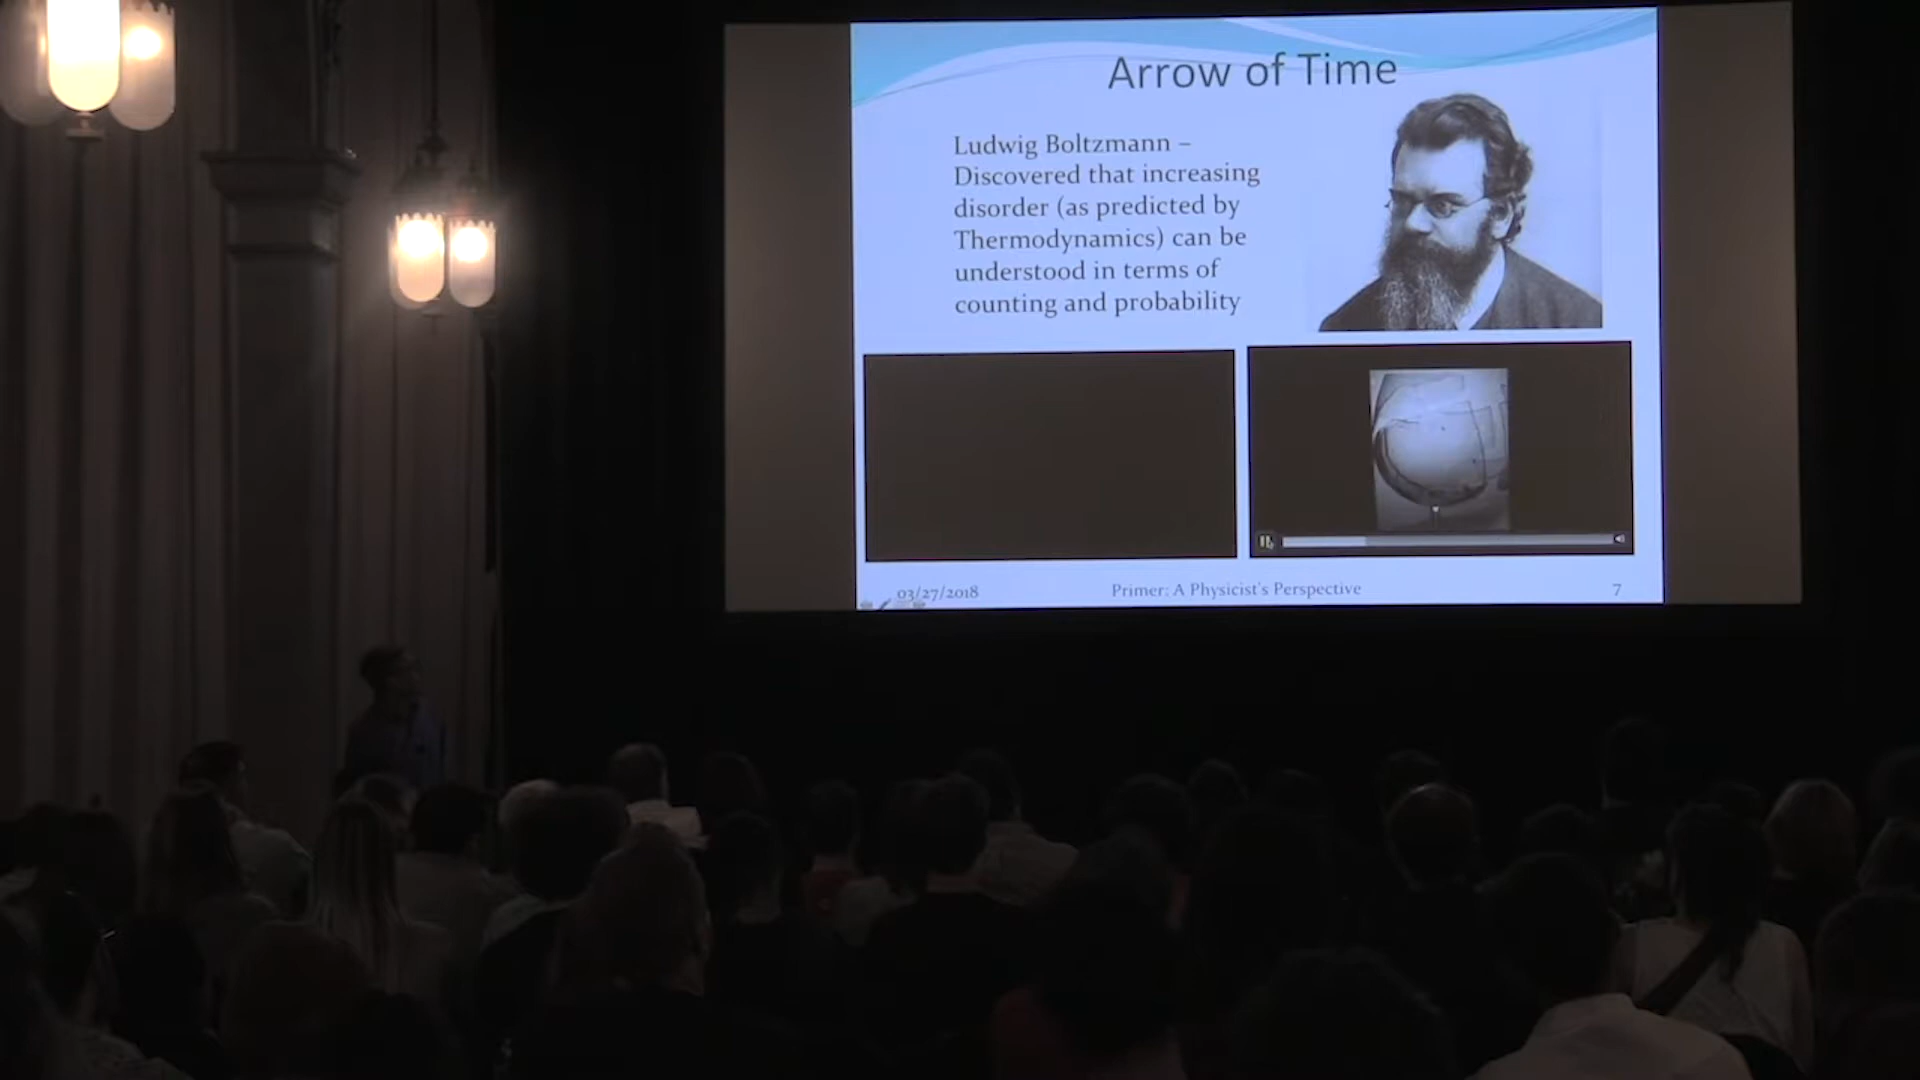 Arrow of Time
Ludwig Boltzmann –
Discovered that increasing
disorder (as predicted by
Thermodynamics) can be
understood in terms of
counting and probability
03/27/2018
Primer: A Physicist's Perspective
7